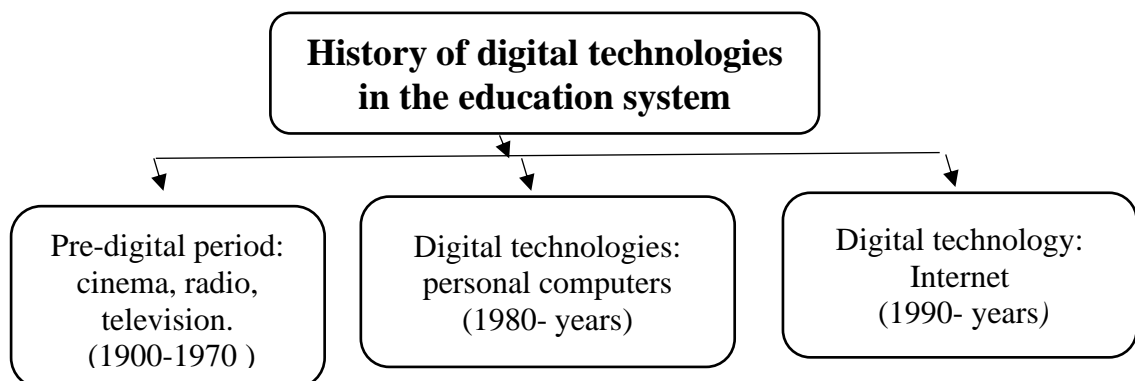 History of digital technologies
in the education system
Pre-digital period:
cinema, radio,
television.
(1900-1970 )
Digital technologies:
personal computers
(1980- years)
Digital technology:
Internet
(1990- years)